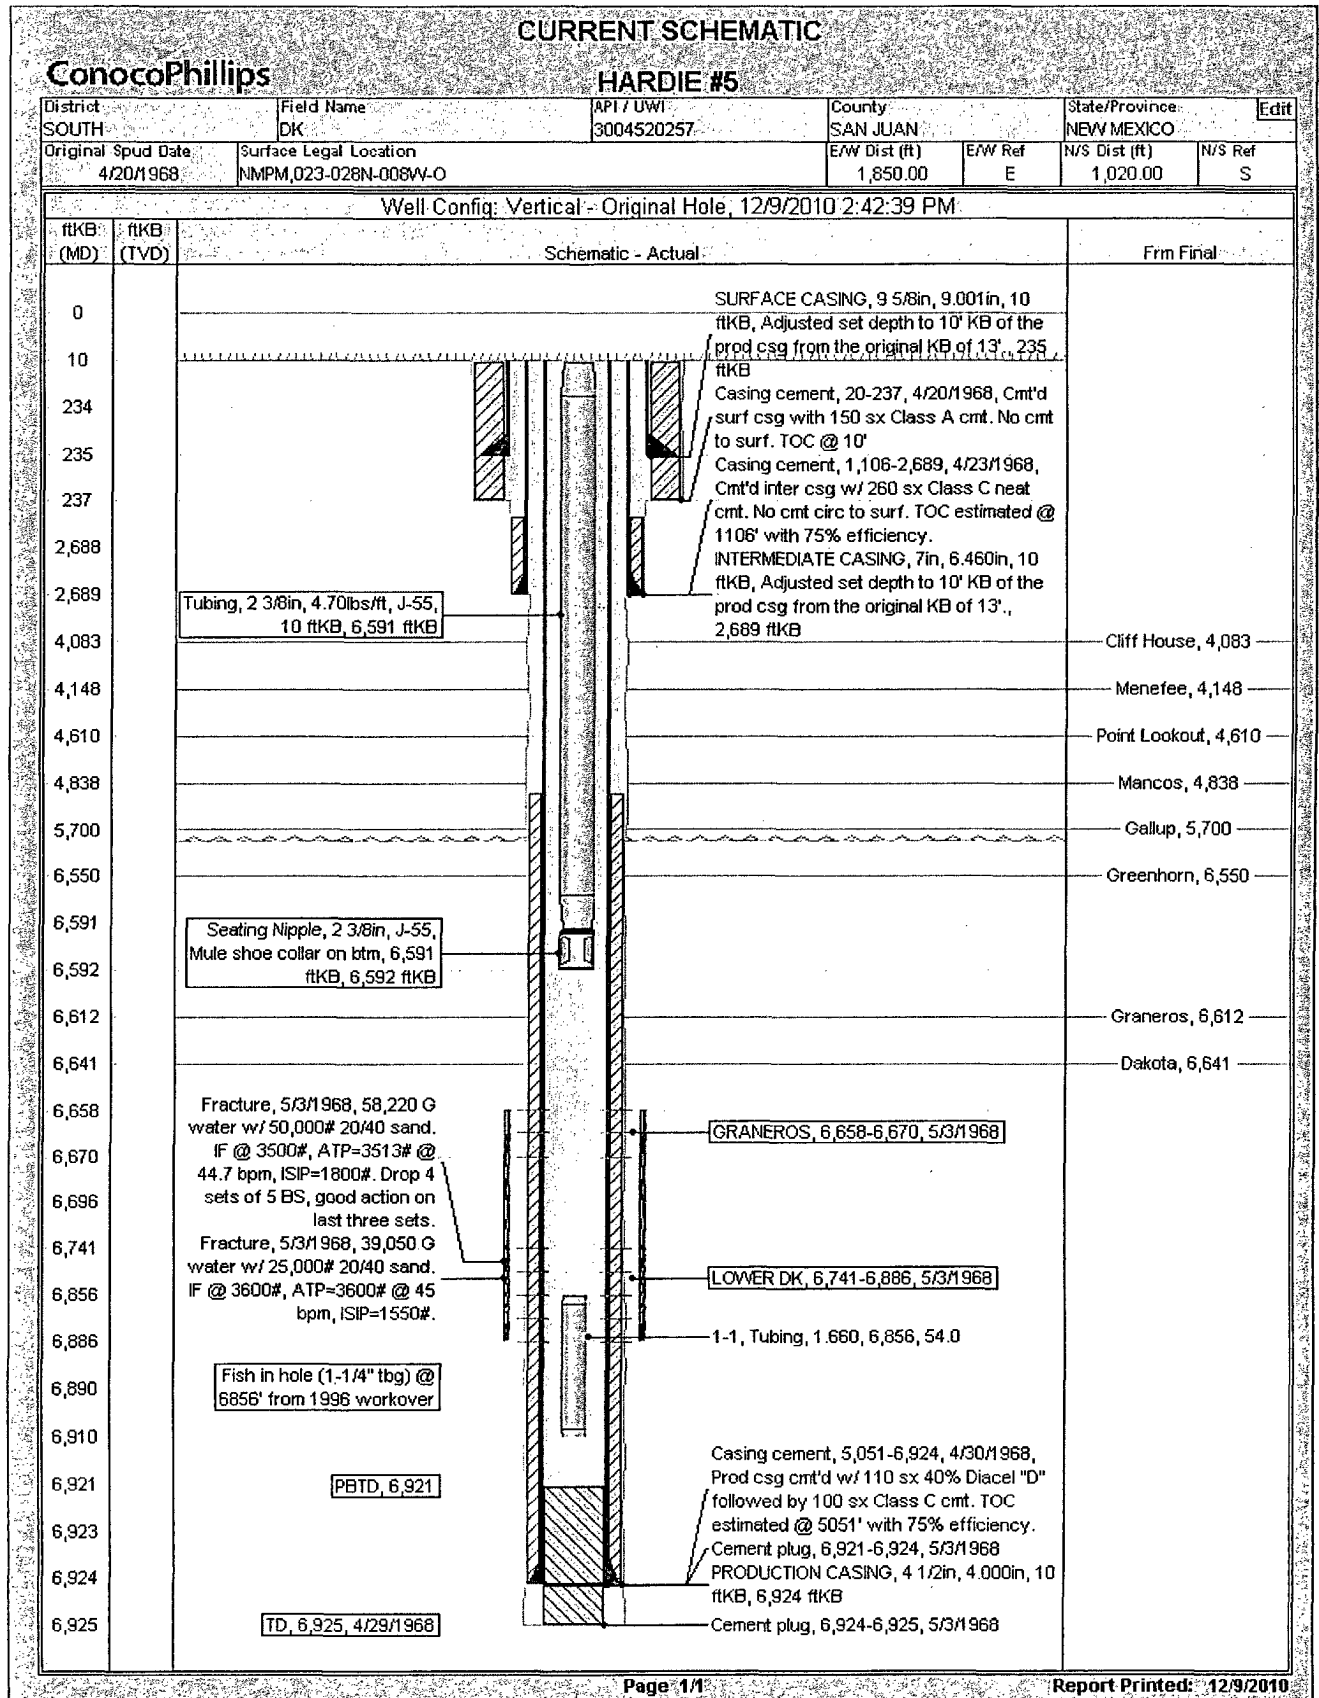 CURRENT SCHEMATIC
ConocoPhillips
HARDIE #5
District
SOUTH
Field Name
DK
API / UWI
3004520257
County
SAN JUAN
State/Province
NEW MEXICO
Edit
Original Spud Date
4/20/1968
Surface Legal Location
NMPM,023-028N-008W-O
E/W Dist (ft)
1,850.00
E/W Ref
E
N/S Dist (ft)
1,020.00
N/S Ref
S
Well Config: Vertical - Original Hole, 12/9/2010 2:42:39 PM
ftKB
(MD)
ftKB
(TVD)
Schematic - Actual
Frm Final
0
10
234
235
237
2,688
2,689
4,083
4,148
4,610
4,838
5,700
6,550
6,591
6,592
6,612
6,641
6,658
6,670
6,696
6,741
6,856
6,886
6,890
6,910
6,921
6,923
6,924
6,925
SURFACE CASING, 9 5/8in, 9.001in, 10
ftKB, Adjusted set depth to 10' KB of the
prod csg from the original KB of 13'., 235
ftKB
Casing cement, 20-237, 4/20/1968, Cmt'd
surf csg with 150 sx Class A cmt. No cmt
to surf. TOC @ 10'
Casing cement, 1,106-2,689, 4/23/1968,
Cmt'd inter csg w/ 260 sx Class C neat
cmt. No cmt circ to surf. TOC estimated @
1106' with 75% efficiency.
INTERMEDIATE CASING, 7in, 6.460in, 10
ftKB, Adjusted set depth to 10' KB of the
prod csg from the original KB of 13'.,
2,689 ftKB
Tubing, 2 3/8in, 4.70lbs/ft, J-55,
10 ftKB, 6,591 ftKB
Cliff House, 4,083
Menefee, 4,148
Point Lookout, 4,610
Mancos, 4,838
Gallup, 5,700
Greenhorn, 6,550
Seating Nipple, 2 3/8in, J-55,
Mule shoe collar on btm, 6,591
ftKB, 6,592 ftKB
Graneros, 6,612
Dakota, 6,641
Fracture, 5/3/1968, 58,220 G
water w/ 50,000# 20/40 sand.
IF @ 3500#, ATP=3513# @
44.7 bpm, ISIP=1800#. Drop 4
sets of 5 BS, good action on
last three sets.
Fracture, 5/3/1968, 39,050 G
water w/ 25,000# 20/40 sand.
IF @ 3600#, ATP=3600# @ 45
bpm, ISIP=1550#.
GRANEROS, 6,658-6,670, 5/3/1968
LOWER DK, 6,741-6,886, 5/3/1968
1-1, Tubing, 1.660, 6,856, 54.0
Fish in hole (1-1/4" tbg) @
6856' from 1996 workover
PBTD, 6,921
Casing cement, 5,051-6,924, 4/30/1968,
Prod csg cmt'd w/ 110 sx 40% Diacel "D"
followed by 100 sx Class C cmt. TOC
estimated @ 5051' with 75% efficiency.
Cement plug, 6,921-6,924, 5/3/1968
PRODUCTION CASING, 4 1/2in, 4.000in, 10
ftKB, 6,924 ftKB
TD, 6,925, 4/29/1968
Cement plug, 6,924-6,925, 5/3/1968
Page 1/1
Report Printed: 12/9/2010